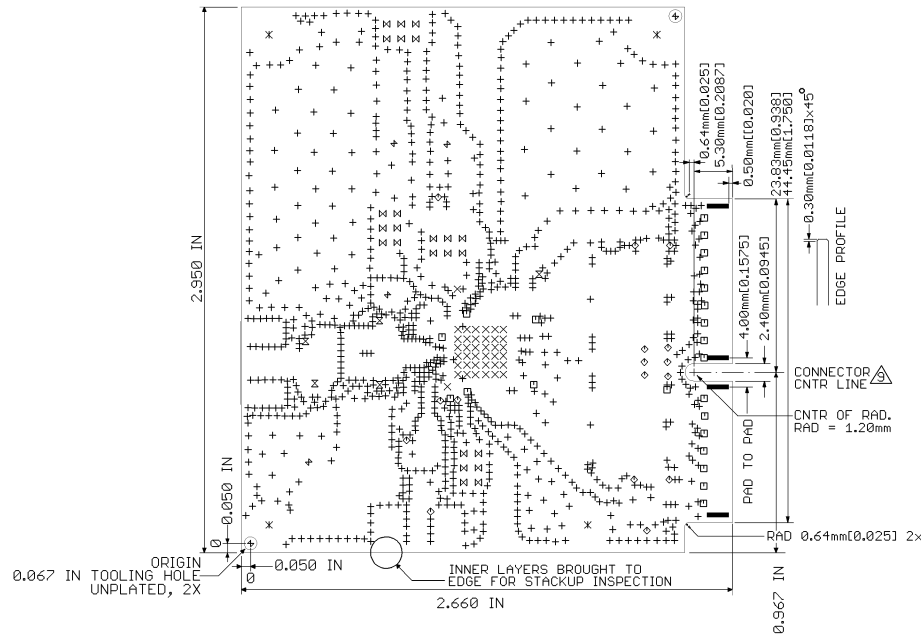 0.64mm[0.025]
5.30mm[0.2087]
0.50mm[0.020]
23.83mm[0.938]
44.45mm[1.750]
0.30mm[0.0118]x45°
EDGE PROFILE
2.950 IN
4.00mm[0.1575]
2.40mm[0.0945]
CONNECTOR
CNTR LINE 9
CNTR OF RAD.
RAD = 1.20mm
PAD TO PAD
0.050 IN
0
ORIGIN
0.067 IN TOOLING HOLE
UNPLATED, 2X
0.050 IN
0
INNER LAYERS BROUGHT TO
EDGE FOR STACKUP INSPECTION
RAD 0.64mm[0.025] 2x
2.660 IN
0.967 IN